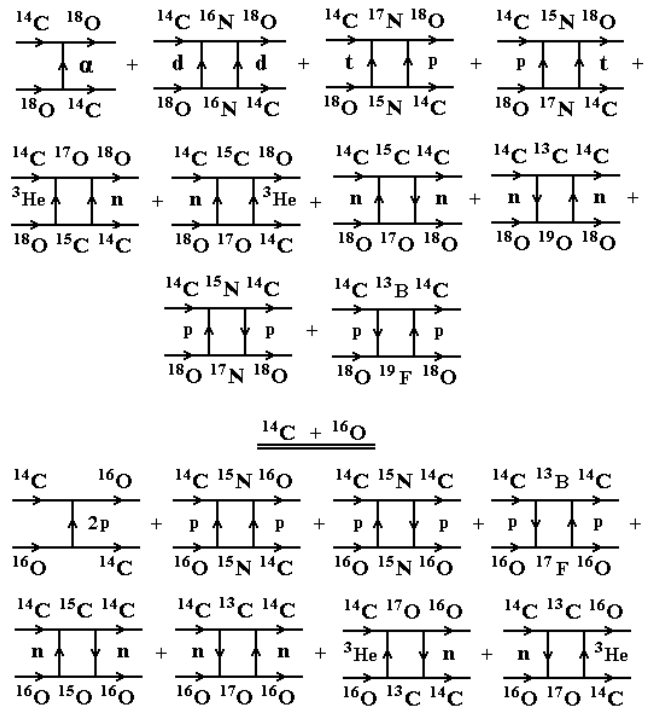 ¹⁴C ¹⁸O ¹⁴C ¹⁶N ¹⁸O ¹⁴C ¹⁷N ¹⁸O ¹⁴C ¹⁵N ¹⁸O
α + d d + t p + p t +
¹⁸O ¹⁴C ¹⁸O ¹⁶N ¹⁴C ¹⁸O ¹⁵N ¹⁴C ¹⁸O ¹⁷N ¹⁴C
¹⁴C ¹⁷O ¹⁸O ¹⁴C ¹⁵C ¹⁸O ¹⁴C ¹⁵C ¹⁴C ¹⁴C ¹³C ¹⁴C
³He n + n ³He + n n + n n +
¹⁸O ¹⁵C ¹⁴C ¹⁸O ¹⁷O ¹⁴C ¹⁸O ¹⁷O ¹⁸O ¹⁸O ¹⁹O ¹⁸O
¹⁴C ¹⁵N ¹⁴C ¹⁴C ¹³B ¹⁴C
p p + p p
¹⁸O ¹⁷N ¹⁸O ¹⁸O ¹⁹F ¹⁸O
¹⁴C + ¹⁶O
¹⁴C ¹⁶O ¹⁴C ¹⁵N ¹⁶O ¹⁴C ¹⁵N ¹⁴C ¹⁴C ¹³B ¹⁴C
2p + p p + p p + p p +
¹⁶O ¹⁴C ¹⁶O ¹⁵N ¹⁴C ¹⁶O ¹⁵N ¹⁶O ¹⁶O ¹⁷F ¹⁶O
¹⁴C ¹⁵C ¹⁴C ¹⁴C ¹³C ¹⁴C ¹⁴C ¹⁷O ¹⁶O ¹⁴C ¹³C ¹⁶O
n n + n n + ³He n + n ³He
¹⁶O ¹⁵O ¹⁶O ¹⁶O ¹⁷O ¹⁶O ¹⁶O ¹³C ¹⁴C ¹⁶O ¹⁷O ¹⁴C